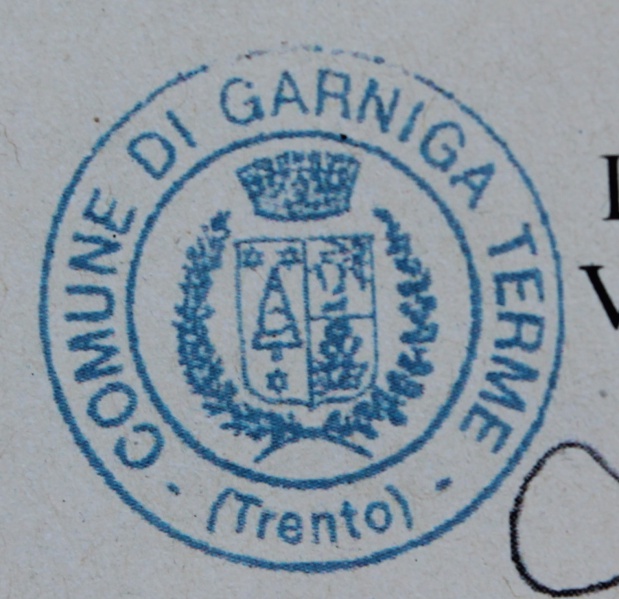 COMUNE DI GARNIGA TERME
- (Trento) -